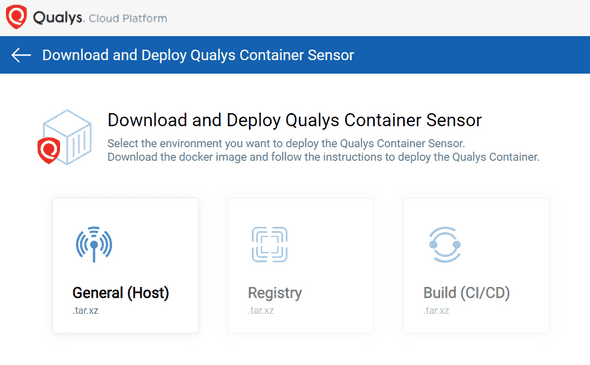 Qualys. Cloud Platform
Download and Deploy Qualys Container Sensor
Download and Deploy Qualys Container Sensor
Select the environment you want to deploy the Qualys Container Sensor.
Download the docker image and follow the instructions to deploy the Qualys Container.
General (Host)
.tar.xz
Registry
.tar.xz
Build (CI/CD)
.tar.xz